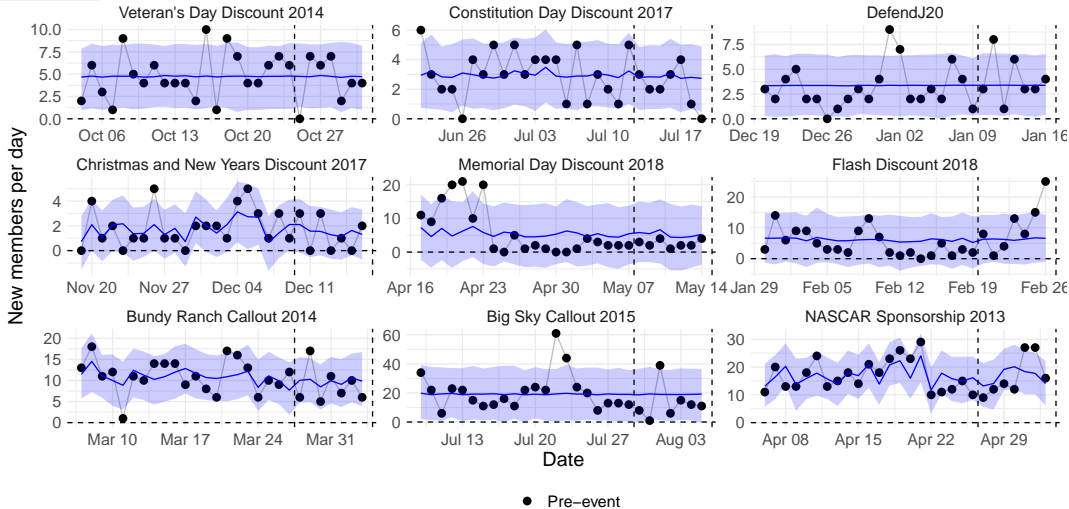 Veteran's Day Discount 2014
Constitution Day Discount 2017
DefendJ20
10.0
7.5
5.0
2.5
0.0
6
4
2
0
7.5
5.0
2.5
0.0
Oct 06 Oct 13 Oct 20 Oct 27
Jun 26 Jul 03 Jul 10 Jul 17
Dec 19 Dec 26 Jan 02 Jan 09 Jan 16
Christmas and New Years Discount 2017
Memorial Day Discount 2018
Flash Discount 2018
4
2
0
20
10
0
20
10
0
Nov 20 Nov 27 Dec 04 Dec 11
Apr 16 Apr 23 Apr 30 May 07 May 14
Jan 29 Feb 05 Feb 12 Feb 19 Feb 26
Bundy Ranch Callout 2014
Big Sky Callout 2015
NASCAR Sponsorship 2013
20
15
10
5
0
60
40
20
0
30
20
10
0
Mar 10 Mar 17 Mar 24 Mar 31
Jul 13 Jul 20 Jul 27 Aug 03
Apr 08 Apr 15 Apr 22 Apr 29
New members per day
Date
Pre−event